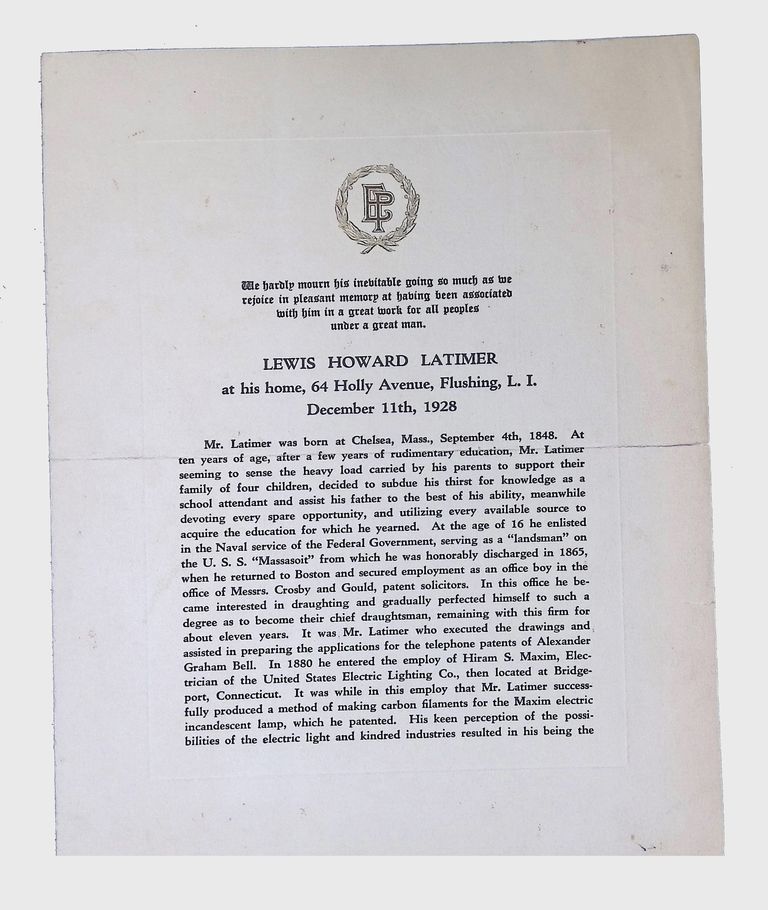 EP
We hardly mourn his inevitable going so much as we
rejoice in pleasant memory at having been associated
with him in a great work for all peoples
under a great man.
LEWIS HOWARD LATIMER
at his home, 64 Holly Avenue, Flushing, L. I.
December 11th, 1928
Mr. Latimer was born at Chelsea, Mass., September 4th, 1848. At
ten years of age, after a few years of rudimentary education, Mr. Latimer
seeming to sense the heavy load carried by his parents to support their
family of four children, decided to subdue his thirst for knowledge as a
school attendant and assist his father to the best of his ability, meanwhile
devoting every spare opportunity, and utilizing every available source to
acquire the education for which he yearned. At the age of 16 he enlisted
in the Naval service of the Federal Government, serving as a "landsman" on
the U. S. S. "Massasoit" from which he was honorably discharged in 1865,
when he returned to Boston and secured employment as an office boy in the
office of Messrs. Crosby and Gould, patent solicitors. In this office he be-
came interested in draughting and gradually perfected himself to such a
degree as to become their chief draughtsman, remaining with this firm for
about eleven years. It was Mr. Latimer who executed the drawings and
assisted in preparing the applications for the telephone patents of Alexander
Graham Bell. In 1880 he entered the employ of Hiram S. Maxim, Elec-
trician of the United States Electric Lighting Co., then located at Bridge-
port, Connecticut. It was while in this employ that Mr. Latimer success-
fully produced a method of making carbon filaments for the Maxim electric
incandescent lamp, which he patented. His keen perception of the possi-
bilities of the electric light and kindred industries resulted in his being the